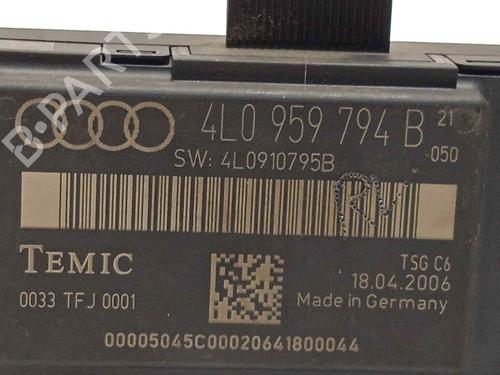 4L0 959 794 B 21
050
SW: 4L0910795B
TEMIC
TSG C6
18.04.2006
0033 TFJ 0001
Made in Germany
00005045C00020641800044
B-PARTS